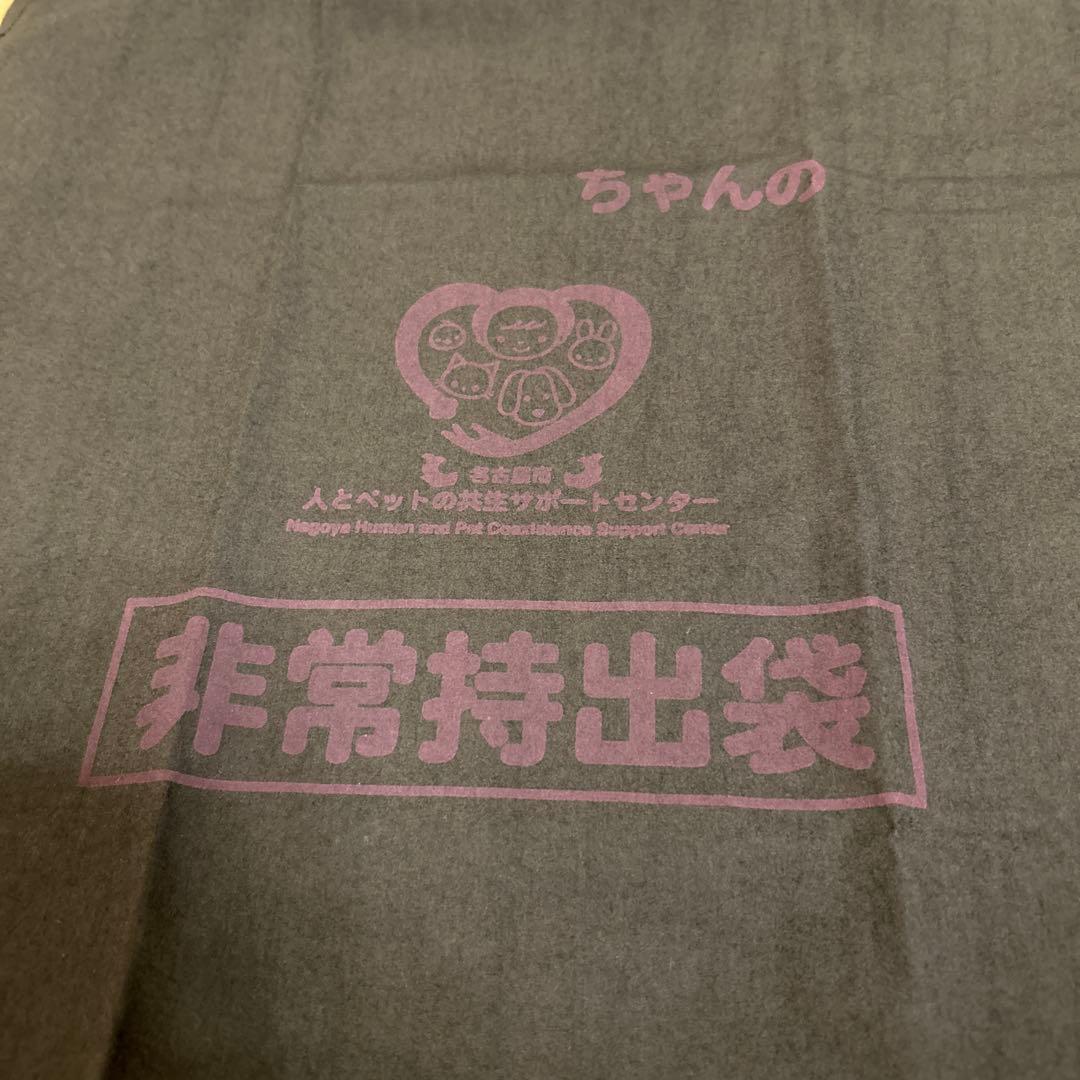 ちゃんの
名古屋市
人とペットの共生サポートセンター
Nagoya Human and Pet Coexistence Support Center
非常持出袋